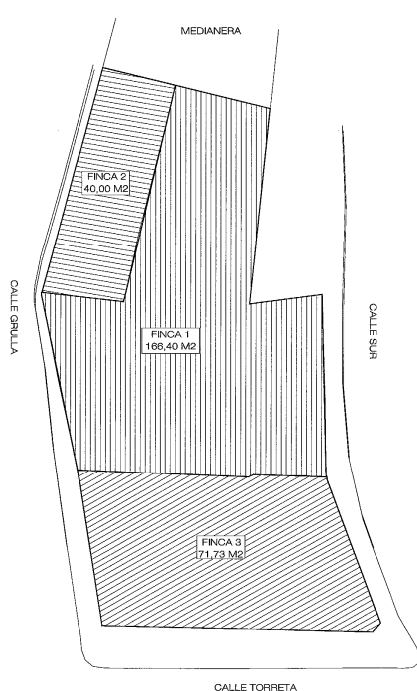 MEDIANERA
FINCA 2
40,00 M2
CALLE GRULLA
FINCA 1
166,40 M2
CALLE SUR
FINCA 3
71,73 M2
CALLE TORRETA